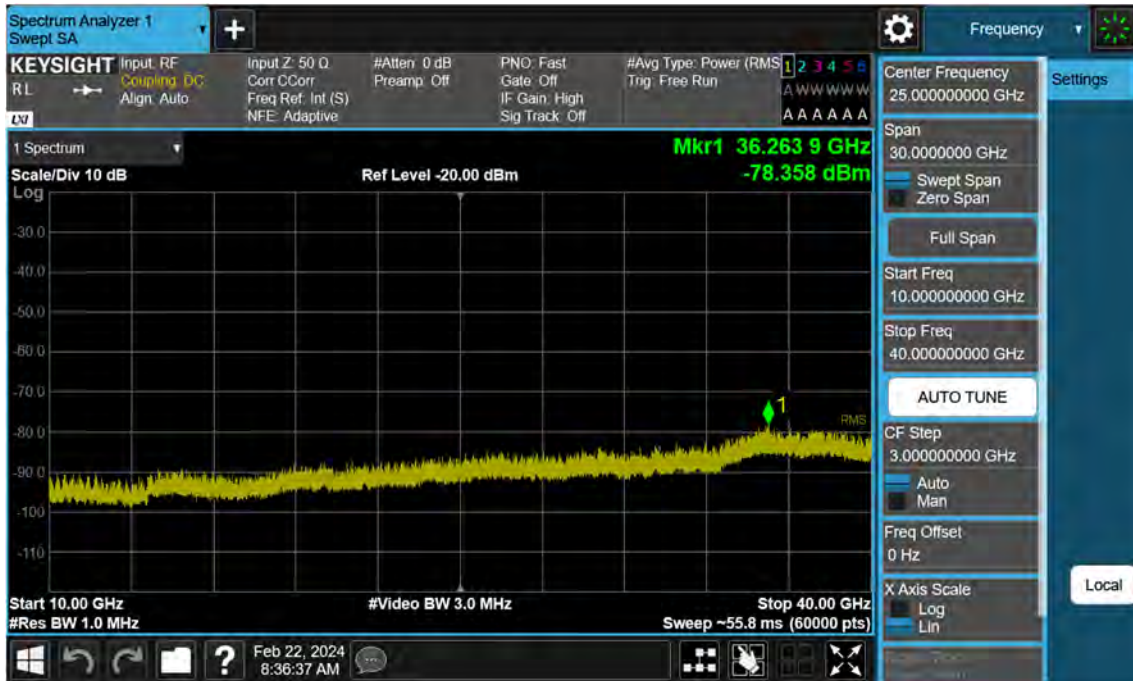 Spectrum Analyzer 1
Swept SA
+
Frequency
KEYSIGHT
RL
LXI
Input: RF
Coupling: DC
Align: Auto
Input Z: 50 Ω
Corr CCorr
Freq Ref: Int (S)
NFE: Adaptive
#Atten: 0 dB
Preamp: Off
PNO: Fast
Gate: Off
IF Gain: High
Sig Track: Off
#Avg Type: Power (RMS
Trig: Free Run
1 2 3 4 5 6
A W W W W W
A A A A A A
1 Spectrum
Mkr1 36.263 9 GHz
-78.358 dBm
Scale/Div 10 dB
Ref Level -20.00 dBm
Log
-30.0
-40.0
-50.0
-60.0
-70.0
-80.0
-90.0
-100
-110
1
RMS
Start 10.00 GHz
#Video BW 3.0 MHz
Stop 40.00 GHz
#Res BW 1.0 MHz
Sweep ~55.8 ms (60000 pts)
Center Frequency
25.000000000 GHz
Span
30.0000000 GHz
Swept Span
Zero Span
Full Span
Start Freq
10.000000000 GHz
Stop Freq
40.000000000 GHz
AUTO TUNE
CF Step
3.000000000 GHz
Auto
Man
Freq Offset
0 Hz
X Axis Scale
Log
Lin
Settings
Local
?
Feb 22, 2024
8:36:37 AM